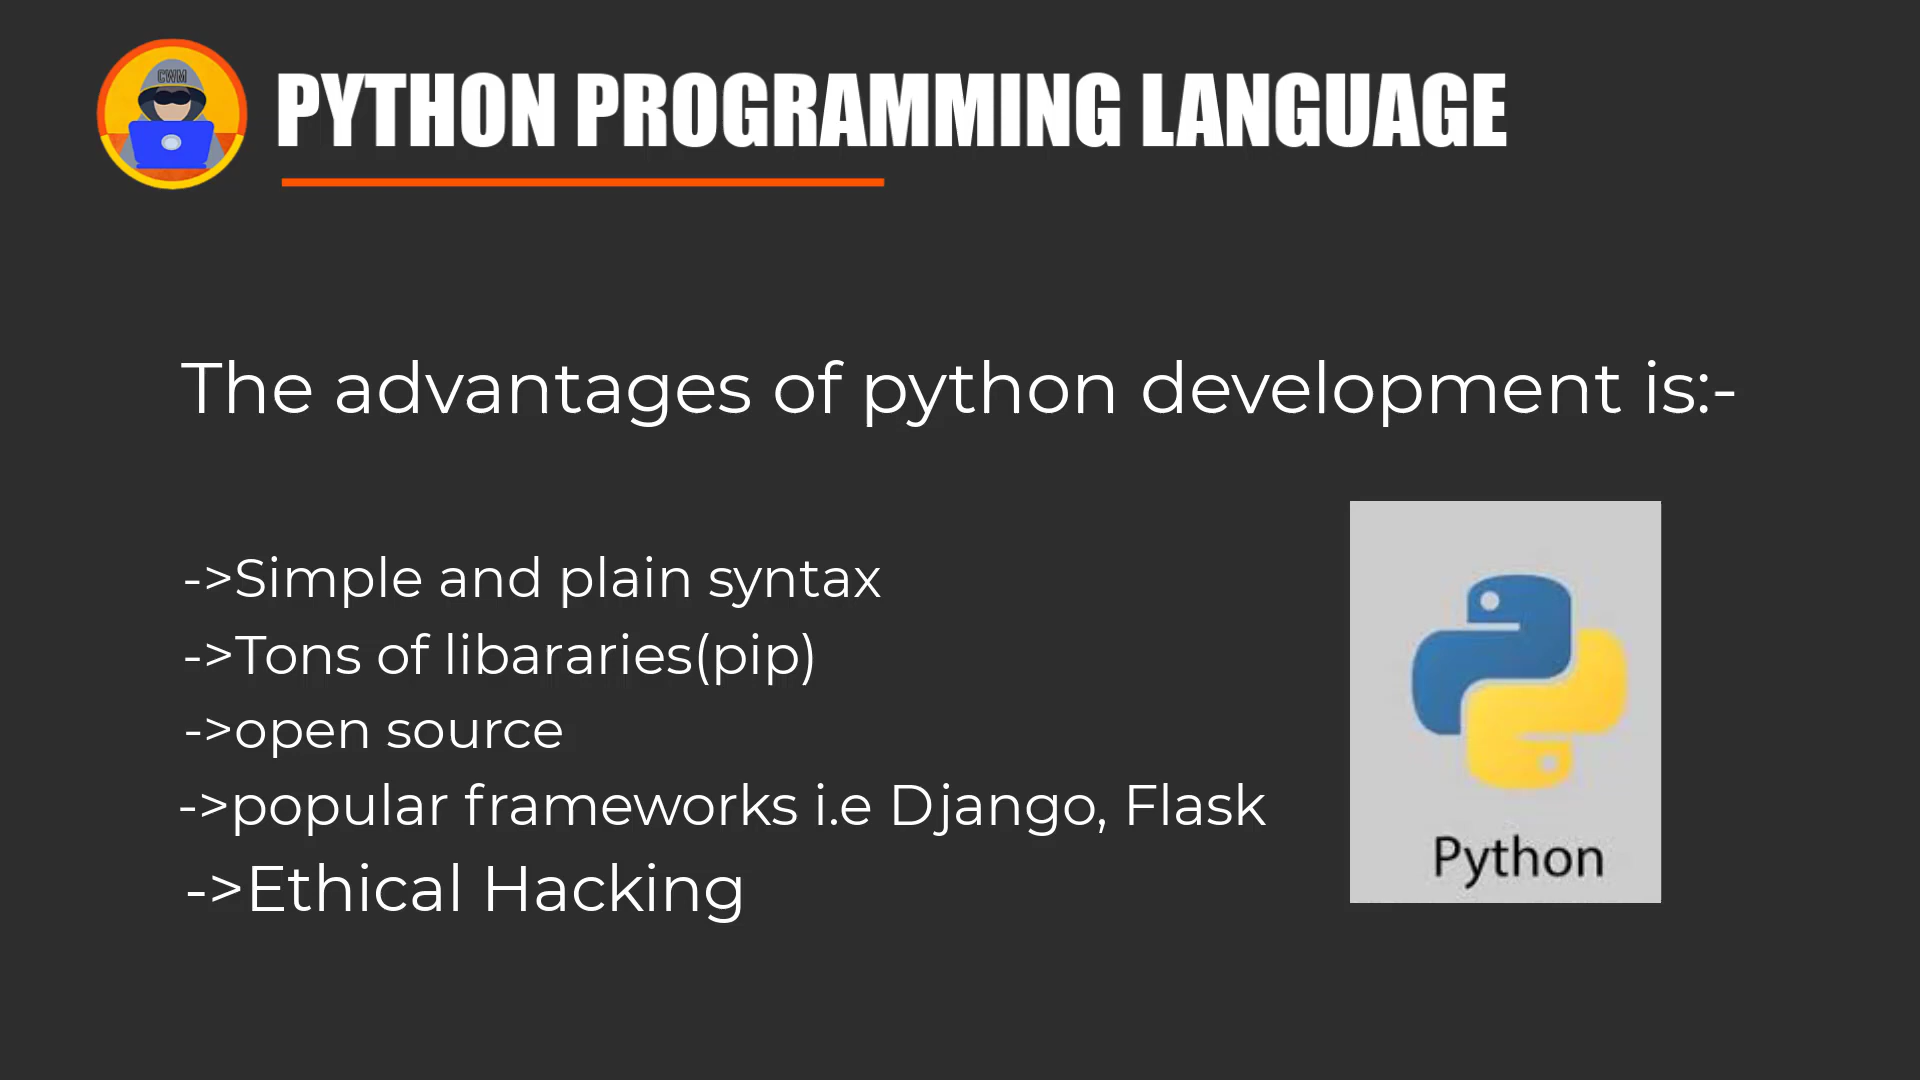 CWM
PYTHON PROGRAMMING LANGUAGE
The advantages of python development is:-
->Simple and plain syntax
->Tons of libararies(pip)
->open source
->popular frameworks i.e Django, Flask
->Ethical Hacking
Python